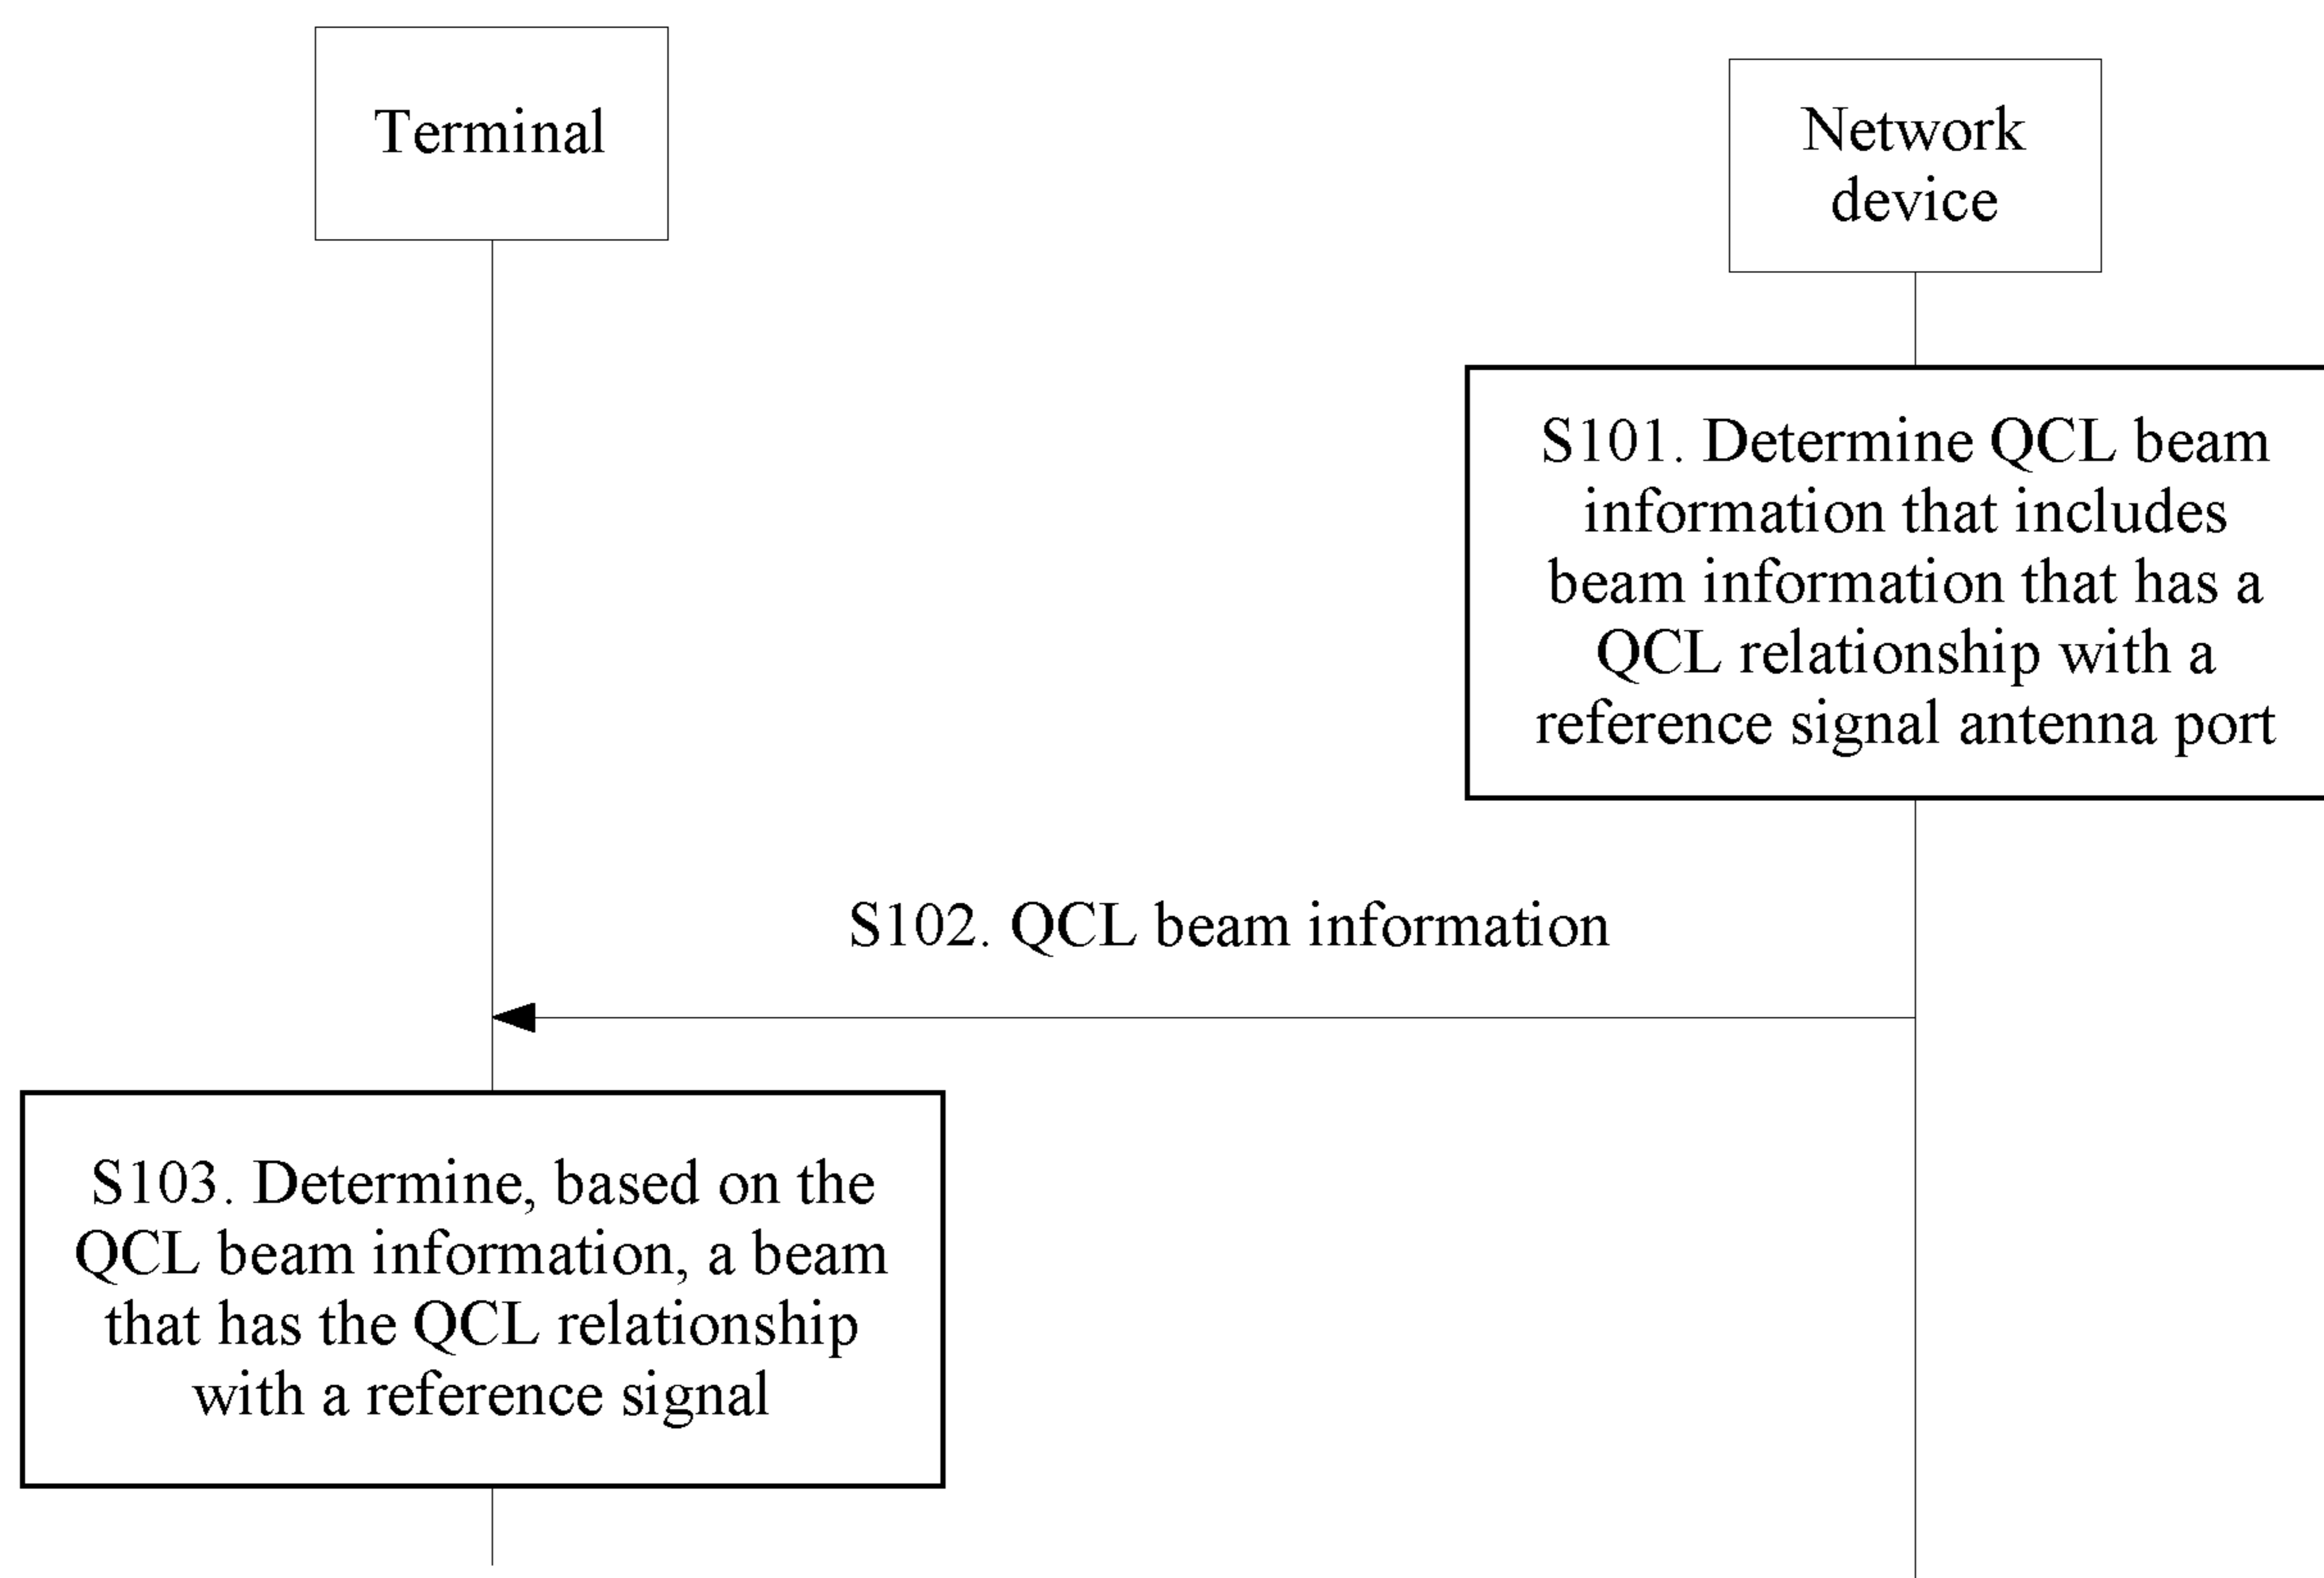 Terminal
Network
device
S101. Determine QCL beam
information that includes
beam information that has a
QCL relationship with a
reference signal antenna port
S102. QCL beam information
S103. Determine, based on the
QCL beam information, a beam
that has the QCL relationship
with a reference signal